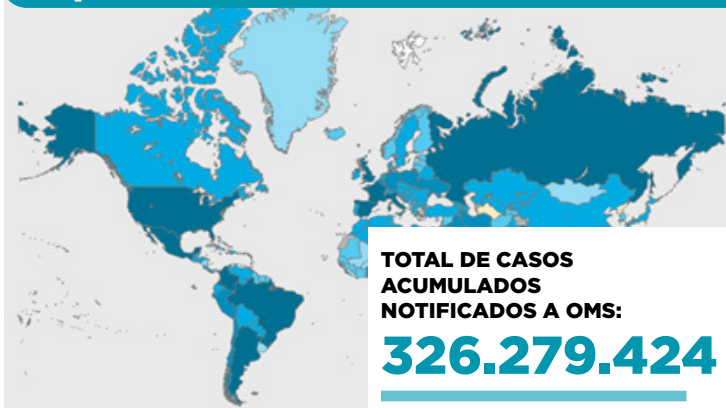 TOTAL DE CASOS
ACUMULADOS
NOTIFICADOS A OMS:
326.279.424